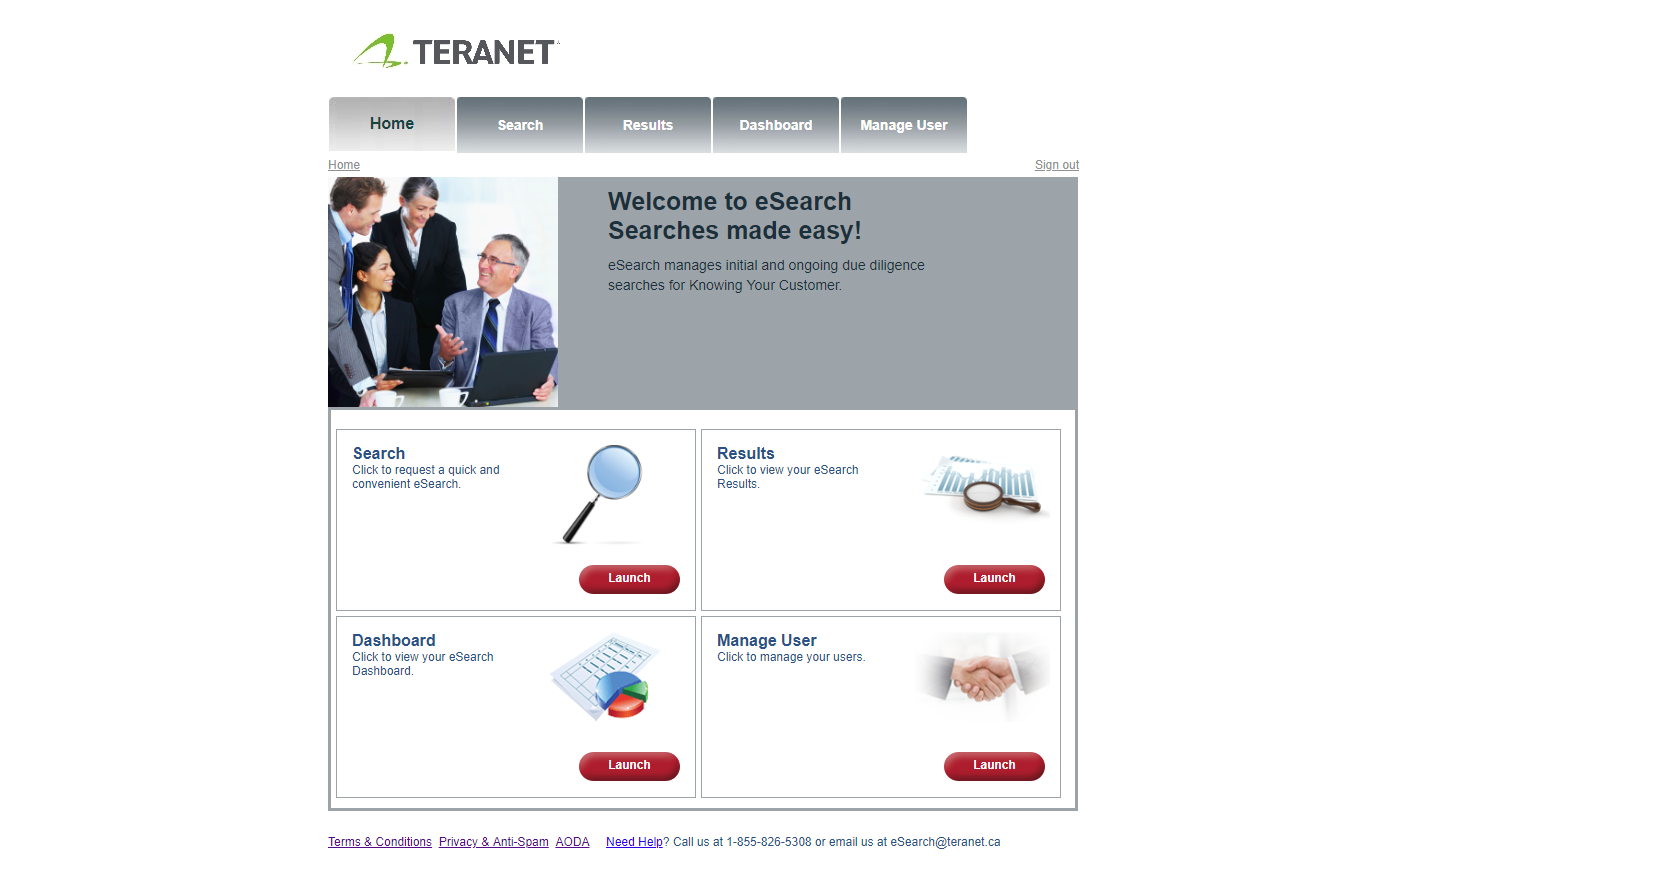 TERANET
Home
Search
Results
Dashboard
Manage User
Home
Sign out
Welcome to eSearch
Searches made easy!
eSearch manages initial and ongoing due diligence
searches for Knowing Your Customer.
Search
Click to request a quick and
convenient eSearch.
Launch
Results
Click to view your eSearch
Results.
Launch
Dashboard
Click to view your eSearch
Dashboard.
Launch
Manage User
Click to manage your users.
Launch
Terms & Conditions Privacy & Anti-Spam AODA Need Help? Call us at 1-855-826-5308 or email us at eSearch@teranet.ca